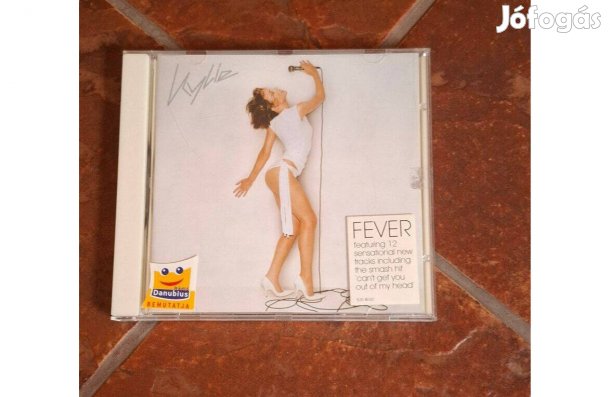 Jófogás
Kylie
FEVER
featuring 12
sensational new
tracks including
the smash hit
'can't get you
out of my head'
Danubius
BEMUTATJA